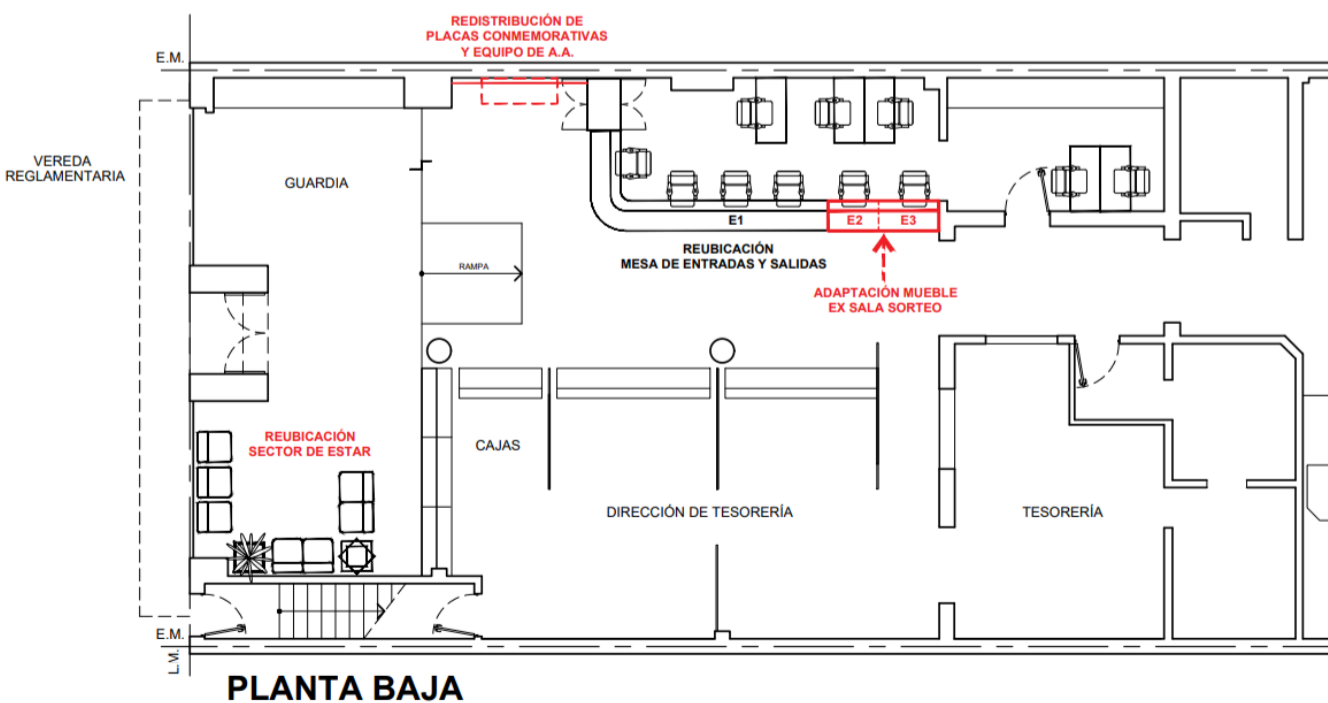 REDISTRIBUCIÓN DE
PLACAS CONMEMORATIVAS
Y EQUIPO DE A.A.
E.M.
VEREDA
REGLAMENTARIA
GUARDIA
E1
E2
E3
REUBICACIÓN
MESA DE ENTRADAS Y SALIDAS
RAMPA
ADAPTACIÓN MUEBLE
EX SALA SORTEO
REUBICACIÓN
SECTOR DE ESTAR
CAJAS
DIRECCIÓN DE TESORERÍA
TESORERÍA
E.M.
L.M.
PLANTA BAJA